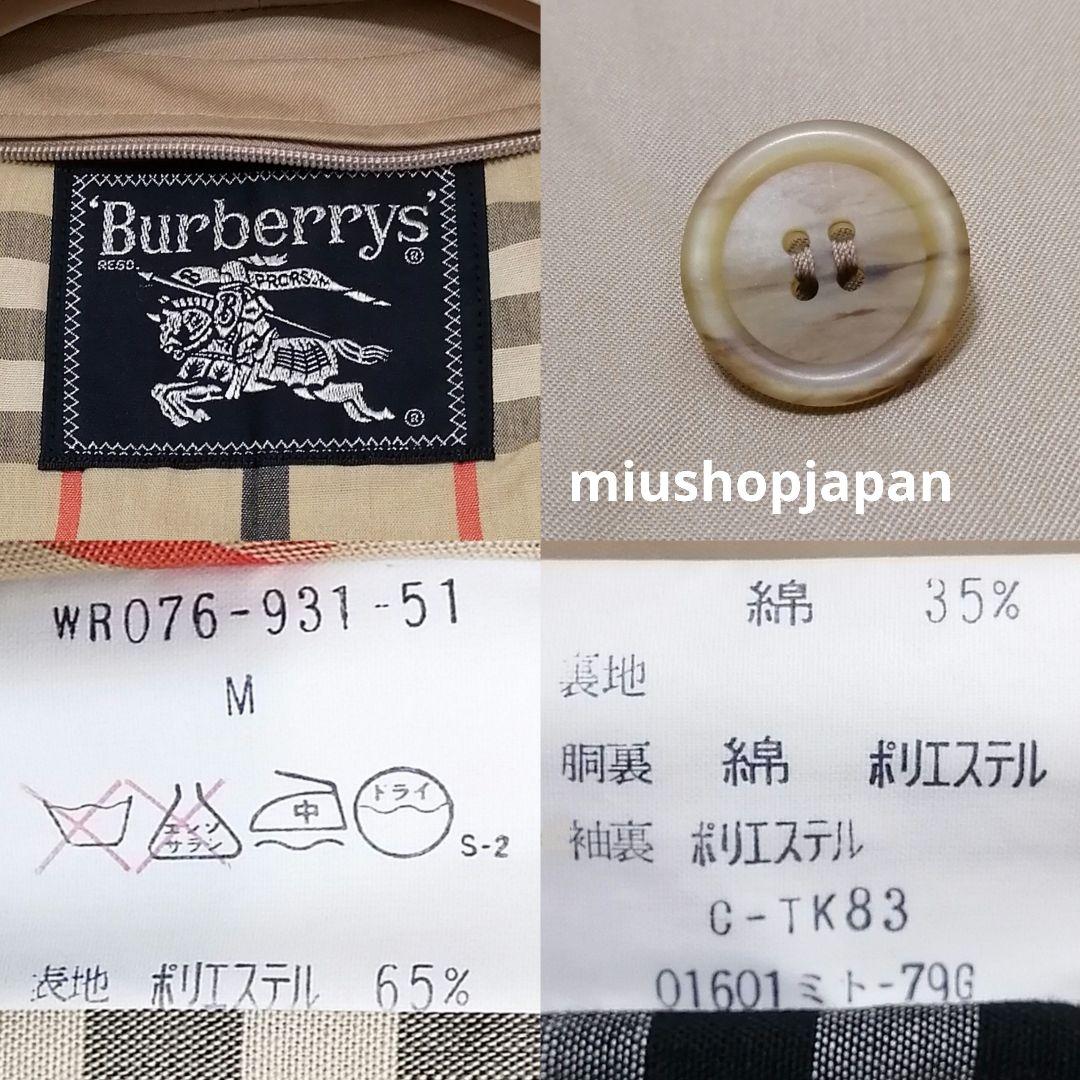 'Burberrys'
REGD.
®
PRORSUM
®
miushopjapan
WR076-931-51
M
エンソ
サラシ
中
ドライ
S-2
表地 ポリエステル 65%
綿 35%
裏地
胴裏 綿 ポリエステル
袖裏 ポリエステル
C-TK83
01601ミト-79G